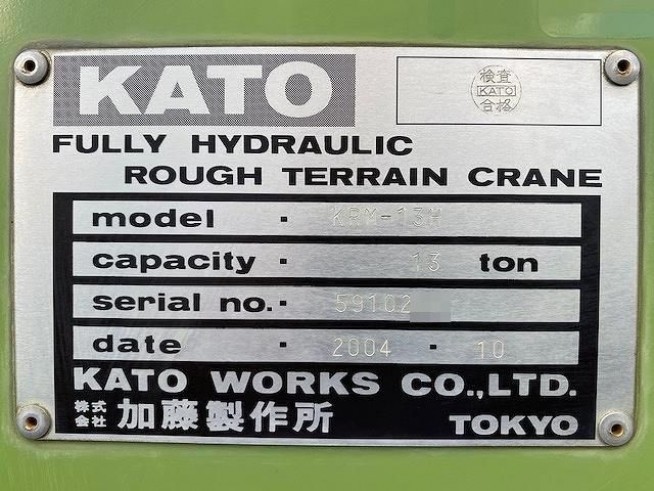 KATO
検査
KATO
合格
FULLY HYDRAULIC
ROUGH TERRAIN CRANE
model · KRM-13H
capacity · 13 ton
serial no.· 59102
date · 2004 · 10
KATO WORKS CO.,LTD.
株式会社 加藤製作所 TOKYO